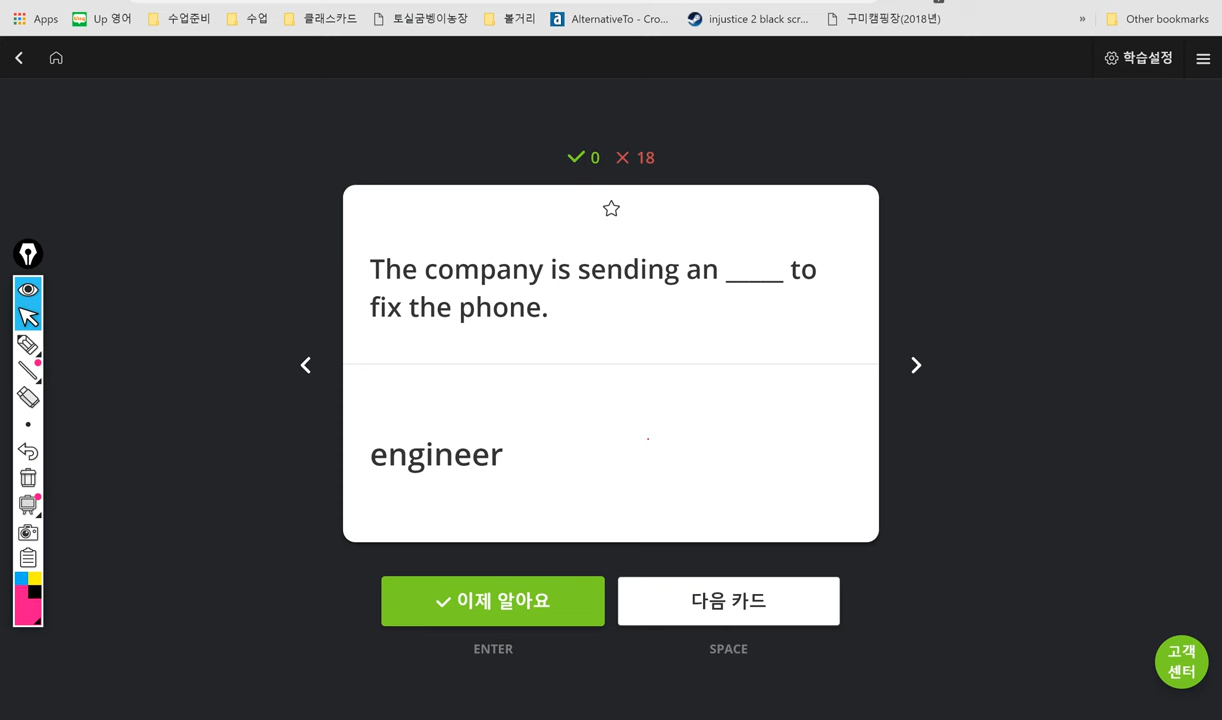 Apps Up 영어 수업준비 수업 클래스카드 토실굼벵이농장 볼거리 AlternativeTo - Cro... injustice 2 black scr... 구미캠핑장(2018년) » Other bookmarks
학습설정
0 18
The company is sending an _____ to
fix the phone.
engineer
이제 알아요 다음 카드
ENTER SPACE
고객
센터